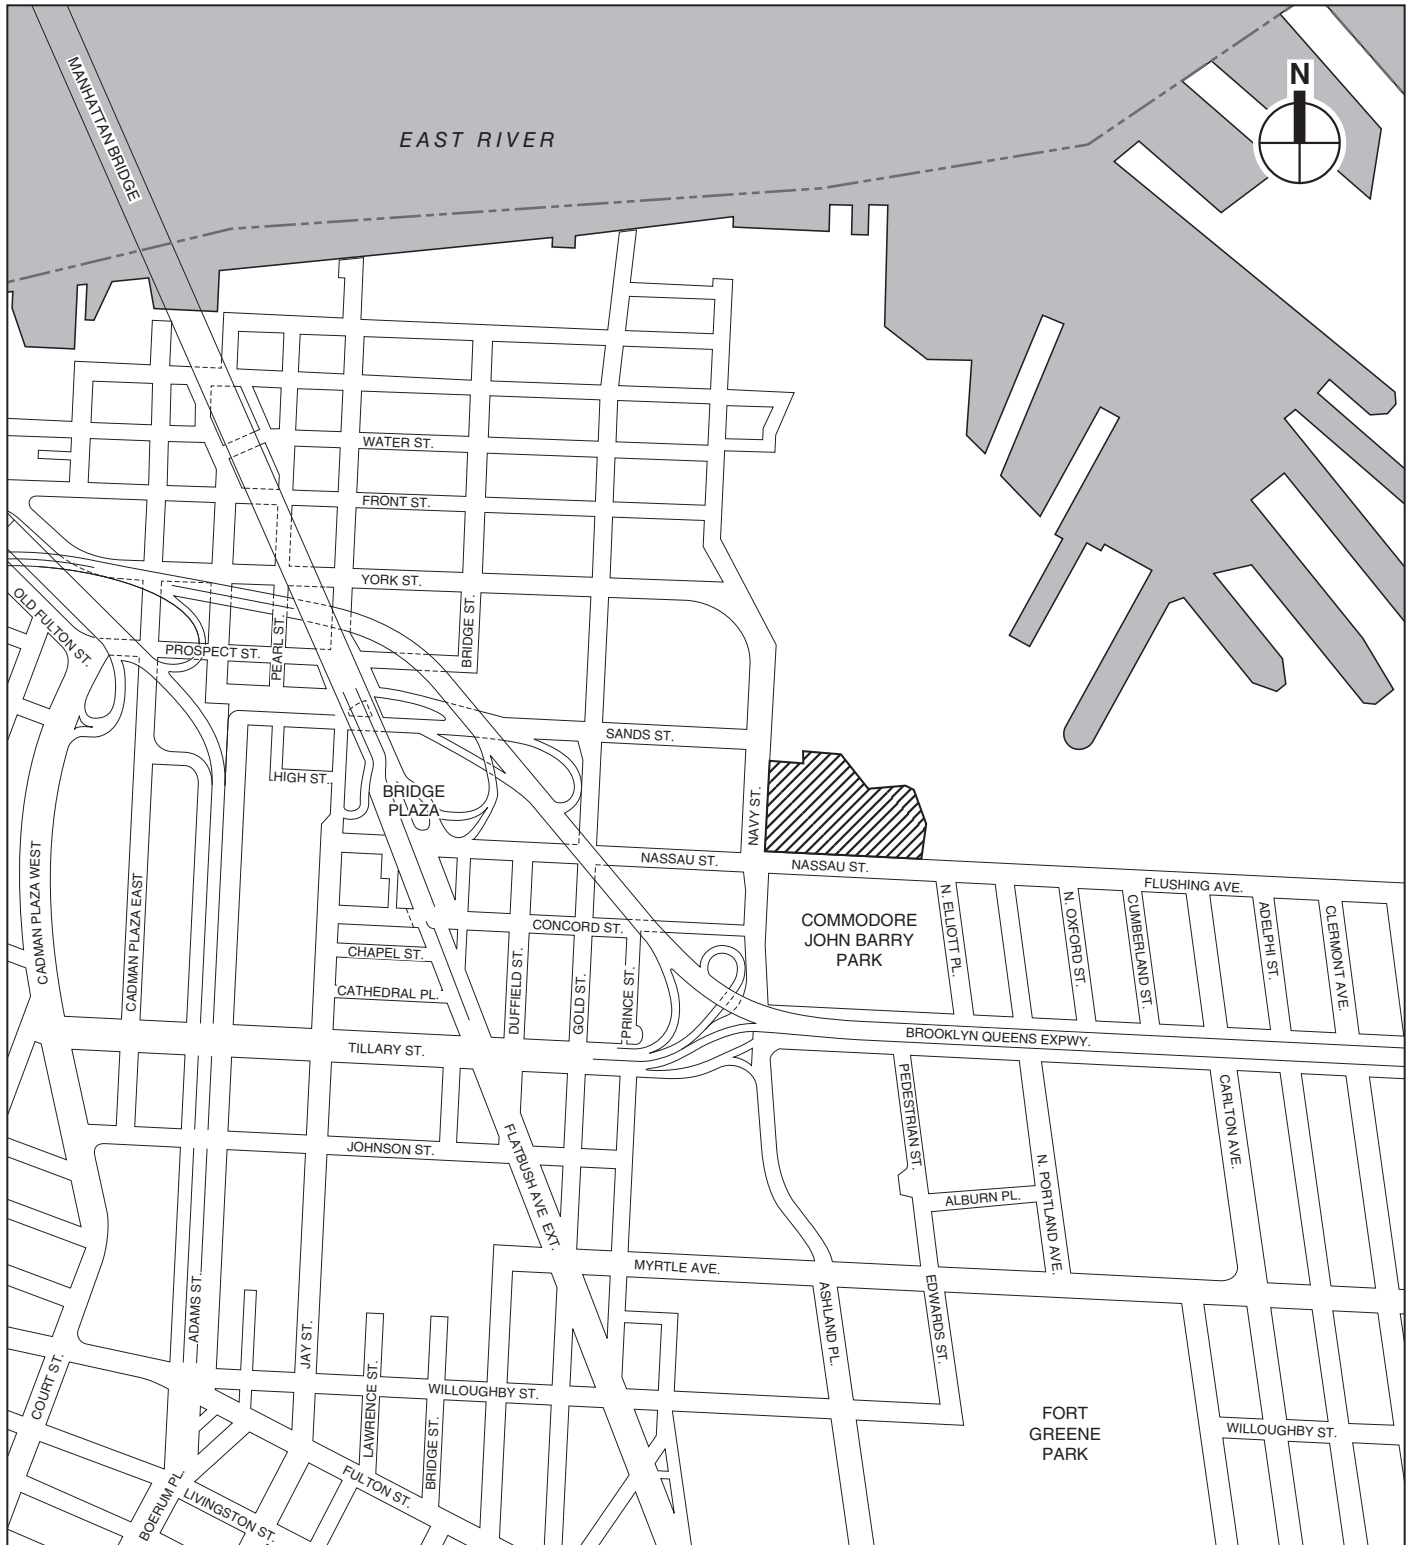 N
MANHATTAN BRIDGE
EAST RIVER
WATER ST.
FRONT ST.
YORK ST.
OLD FULTON ST.
PROSPECT ST.
PEARL ST.
BRIDGE ST.
SANDS ST.
HIGH ST.
BRIDGE
PLAZA
NAVY ST.
NASSAU ST.
NASSAU ST.
FLUSHING AVE.
CADMAN PLAZA WEST
CADMAN PLAZA EAST
COMMODORE
JOHN BARRY
PARK
N. ELLIOTT PL.
N. OXFORD ST.
CUMBERLAND ST.
ADELPHI ST.
CLERMONT AVE.
CONCORD ST.
CHAPEL ST.
CATHEDRAL PL.
DUFFIELD ST.
GOLD ST.
PRINCE ST.
BROOKLYN QUEENS EXPWY.
TILLARY ST.
PEDESTRIAN ST.
CARLTON AVE.
JOHNSON ST.
FLATBUSH AVE EXT.
N. PORTLAND AVE.
ALBURN PL.
MYRTLE AVE.
ADAMS ST.
JAY ST.
ASHLAND PL.
EDWARDS ST.
COURT ST.
LAWRENCE ST.
WILLOUGHBY ST.
BRIDGE ST.
FORT
GREENE
PARK
WILLOUGHBY ST.
FULTON ST.
BOERUM PL.
LIVINGSTON ST.